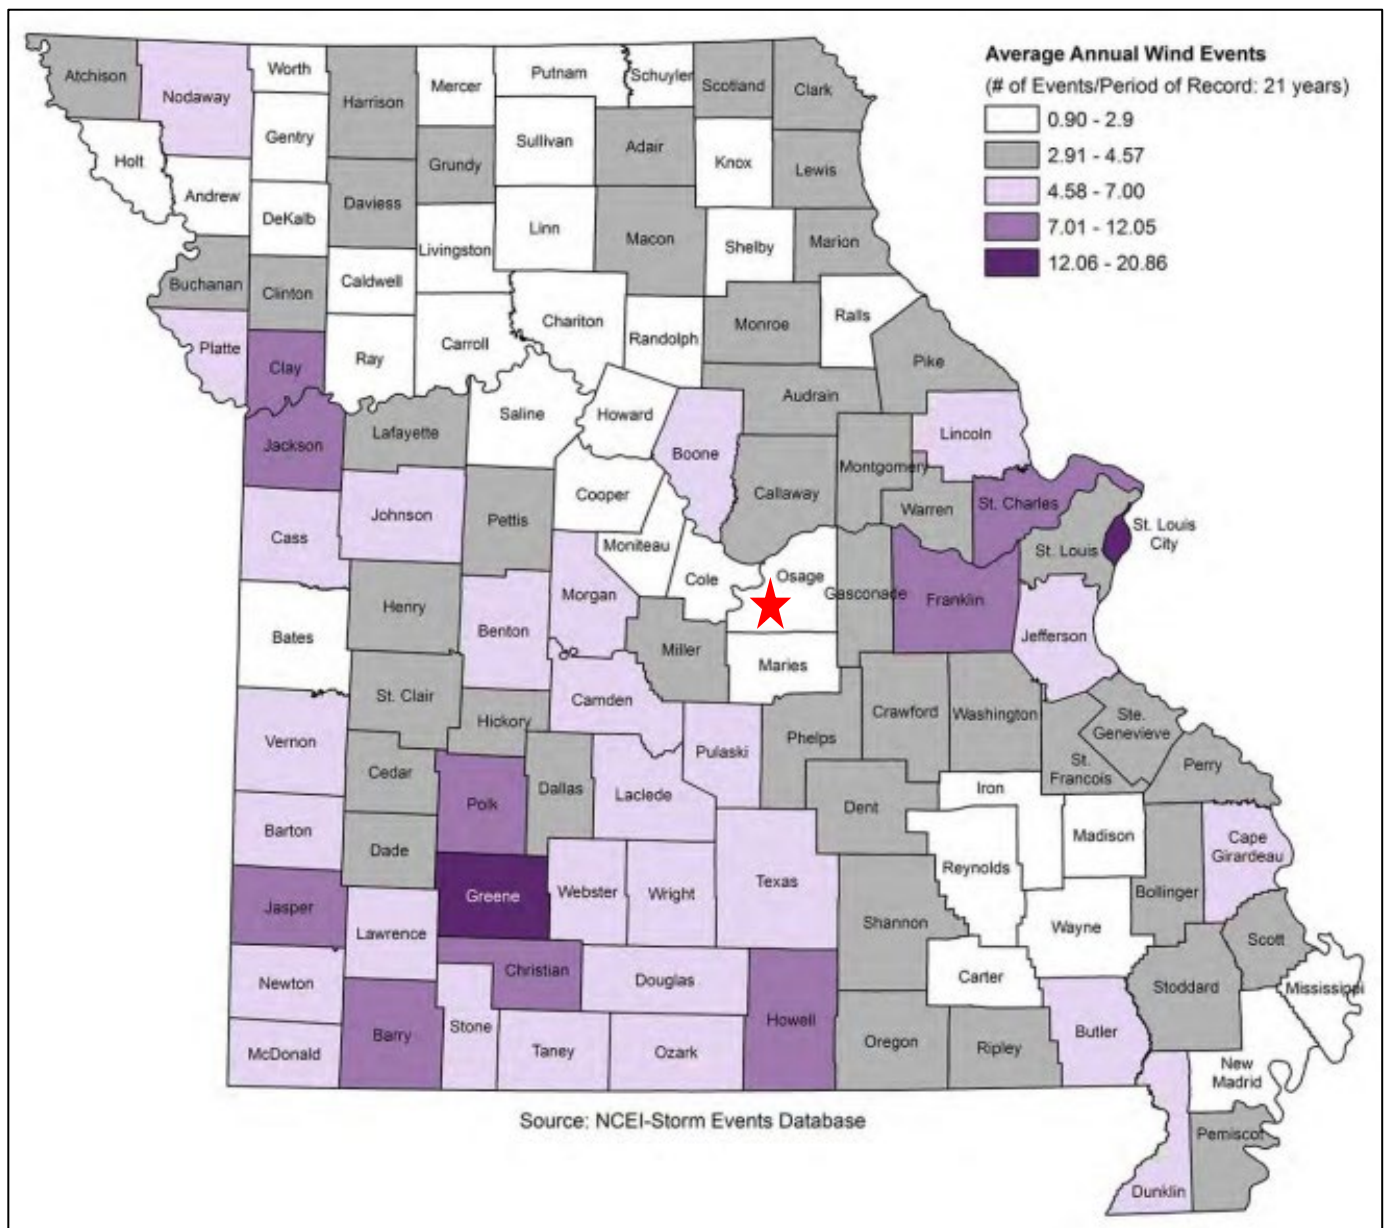 Average Annual Wind Events
(# of Events/Period of Record: 21 years)
0.90 - 2.9
2.91 - 4.57
4.58 - 7.00
7.01 - 12.05
12.06 - 20.86
Atchison
Nodaway
Worth
Harrison
Mercer
Putnam
Schuyler
Scotland
Clark
Holt
Gentry
Grundy
Sullivan
Adair
Knox
Lewis
Andrew
DeKalb
Daviess
Livingston
Linn
Macon
Shelby
Marion
Buchanan
Clinton
Caldwell
Chariton
Randolph
Monroe
Ralls
Platte
Clay
Ray
Carroll
Pike
Audrain
Jackson
Lafayette
Saline
Howard
Boone
Lincoln
Cooper
Callaway
Montgomery
Warren
St. Charles
Cass
Johnson
Pettis
Moniteau
St. Louis
St. Louis
City
Cole
Osage
Gasconade
Franklin
Morgan
Henry
Benton
Bates
Miller
Maries
Jefferson
St. Clair
Hickory
Camden
Crawford
Washington
Ste.
Genevieve
Vernon
Cedar
Pulaski
Phelps
St.
Francois
Perry
Polk
Dallas
Laclede
Dent
Iron
Barton
Dade
Madison
Cape
Girardeau
Reynolds
Jasper
Greene
Webster
Wright
Texas
Bollinger
Lawrence
Shannon
Wayne
Scott
Newton
Christian
Douglas
Carter
Stoddard
Mississippi
McDonald
Barry
Stone
Taney
Ozark
Howell
Oregon
Ripley
Butler
New
Madrid
Pemiscot
Dunklin
Source: NCEI-Storm Events Database